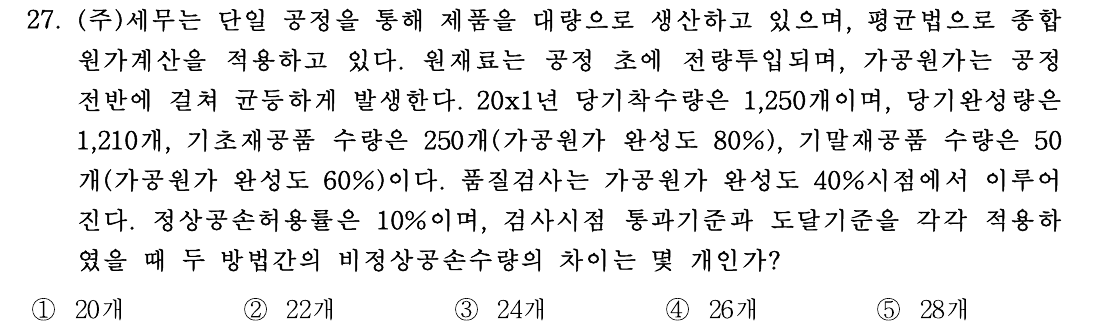 27. (주)세무는 단일 공정을 통해 제품을 대량으로 생산하고 있으며, 평균법으로 종합
원가계산을 적용하고 있다. 원재료는 공정 초에 전량투입되며, 가공원가는 공정
전반에 걸쳐 균등하게 발생한다. 20x1년 당기착수량은 1,250개이며, 당기완성량은
1,210개, 기초재공품 수량은 250개(가공원가 완성도 80%), 기말재공품 수량은 50
개(가공원가 완성도 60%)이다. 품질검사는 가공원가 완성도 40%시점에서 이루어
진다. 정상공손허용률은 10%이며, 검사시점 통과기준과 도달기준을 각각 적용하
였을 때 두 방법간의 비정상공손수량의 차이는 몇 개인가?
① 20개 ② 22개 ③ 24개 ④ 26개 ⑤ 28개